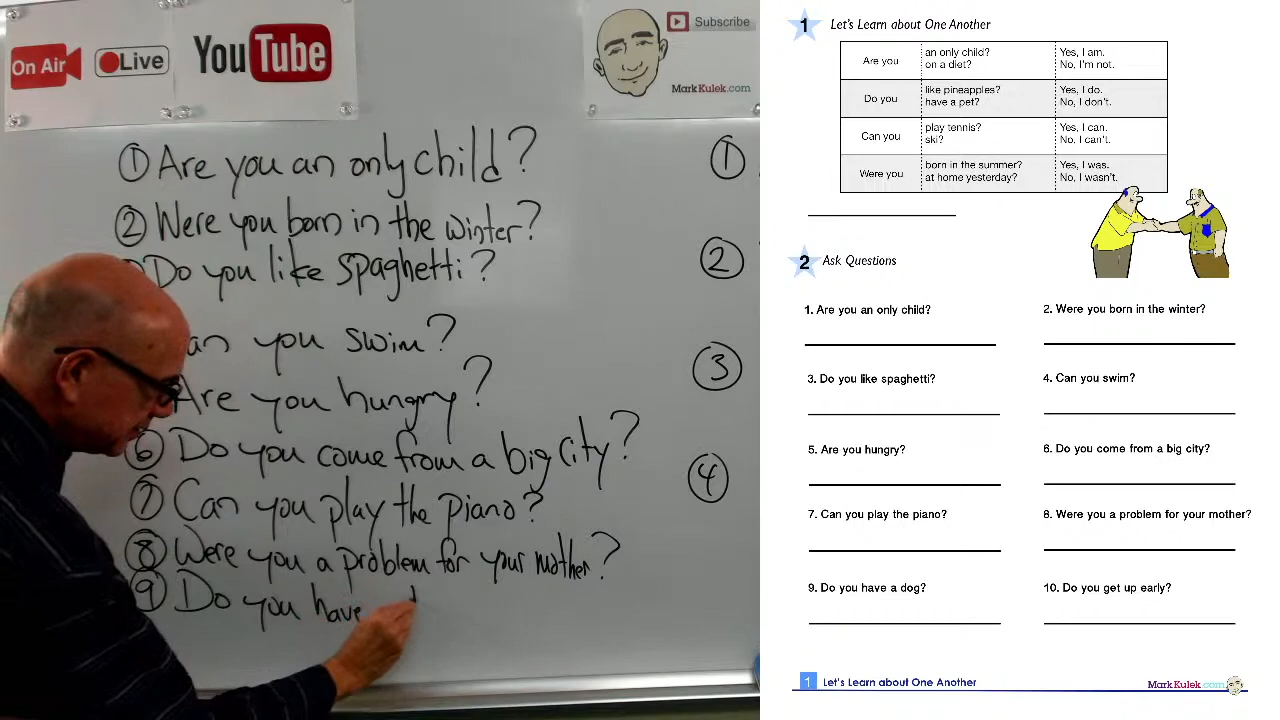 On Air
Live
YouTube
Subscribe
MarkKulek.com
① Are you an only child?
② Were you born in the winter?
Do you like spaghetti?
an you swim?
Are you hungry?
⑥ Do you come from a big city?
⑦ Can you play the piano?
⑧ Were you a problem for your mother?
⑨ Do you have
①
②
③
④
1 Let's Learn about One Another
Are you
an only child?
on a diet?
Yes, I am.
No, I'm not.
Do you
like pineapples?
have a pet?
Yes, I do.
No, I don't.
Can you
play tennis?
ski?
Yes, I can.
No, I can't.
Were you
born in the summer?
at home yesterday?
Yes, I was.
No, I wasn't.
2 Ask Questions
1. Are you an only child?
2. Were you born in the winter?
3. Do you like spaghetti?
4. Can you swim?
5. Are you hungry?
6. Do you come from a big city?
7. Can you play the piano?
8. Were you a problem for your mother?
9. Do you have a dog?
10. Do you get up early?
1 Let's Learn about One Another
MarkKulek.com